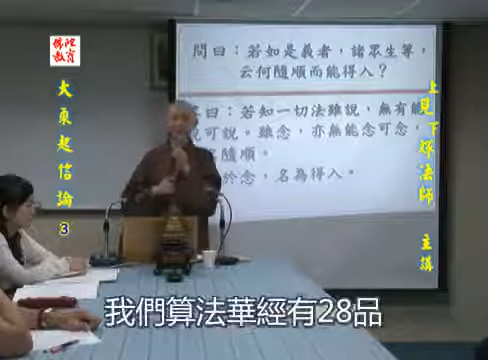 佛陀
教育
大乘起信論
3
問曰：若如是義者，諸眾生等，
云何隨順而能得入？
答曰：若知一切法雖說，無有能
說可說。雖念，亦無能念可念，
隨順。
於念，名為得入。
上見下輝法師 主講
我們算法華經有28品